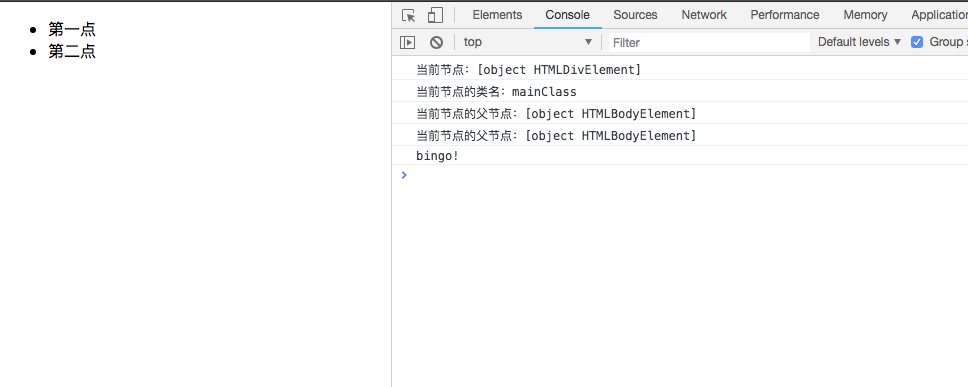 第一点
第二点
Elements Console Sources Network Performance Memory Application
top Filter Default levels Group s
当前节点: [object HTMLDivElement]
当前节点的类名: mainClass
当前节点的父节点: [object HTMLBodyElement]
当前节点的父节点: [object HTMLBodyElement]
bingo!